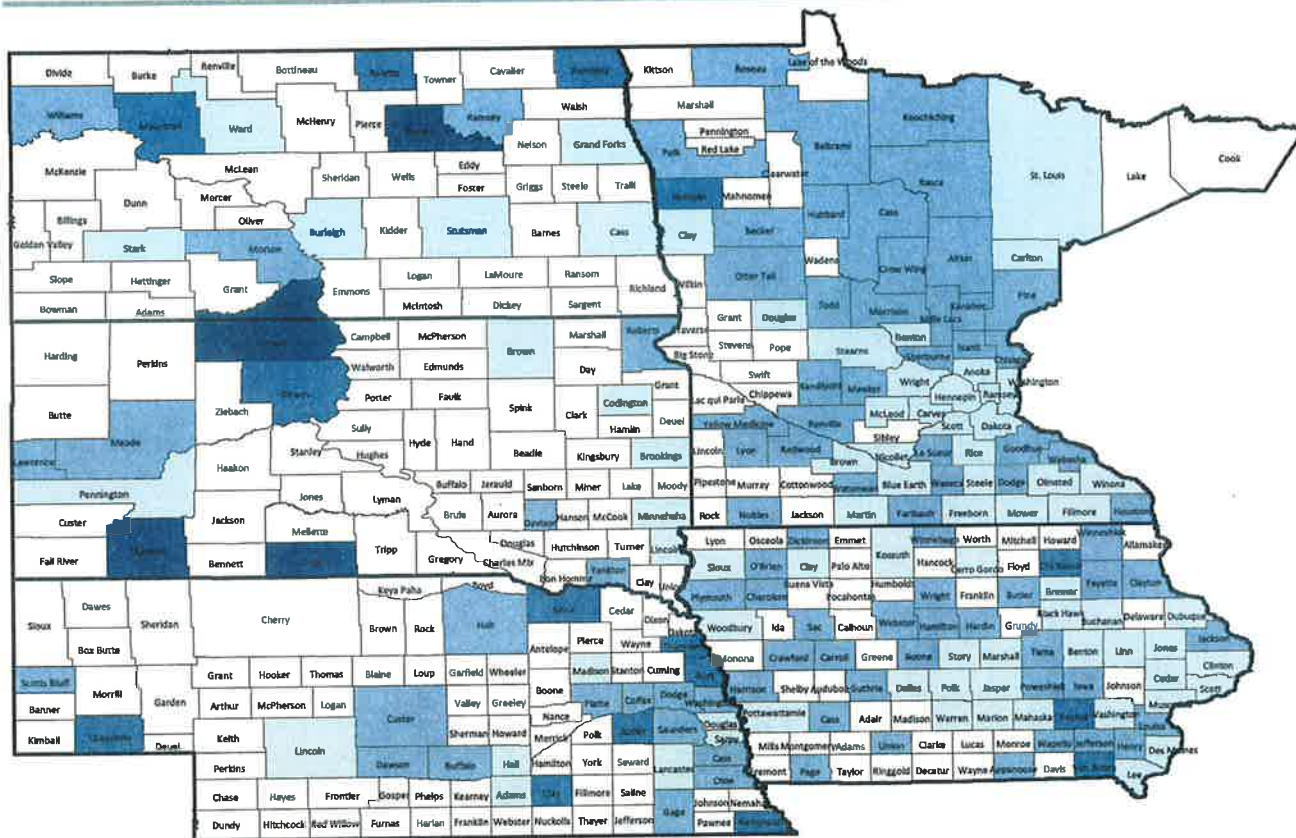 Divide
Burke
Renville
Bottineau
Rolette
Towner
Cavalier
Pembina
Kittson
Roseau
Lake of the Woods
Williams
Mountrail
Ward
McHenry
Pierce
Ramsey
Walsh
Marshall
Pennington
Red Lake
Polk
Beltrami
Koochiching
St. Louis
Lake
Cook
McKenzie
McLean
Sheridan
Wells
Eddy
Foster
Nelson
Grand Forks
Griggs
Steele
Traill
Mahnomen
Clearwater
Itasca
Dunn
Mercer
Oliver
Billings
Golden Valley
Stark
Morton
Burleigh
Kidder
Stutsman
Barnes
Cass
Clay
Becker
Hubbard
Cass
Slope
Hettinger
Grant
Emmons
Logan
LaMoure
Ransom
Richland
Wilkin
Otter Tail
Wadena
Crow Wing
Aitkin
Carlton
Pine
Bowman
Adams
McIntosh
Dickey
Sargent
Grant
Douglas
Todd
Morrison
Mille Lacs
Kanabec
Harding
Perkins
Campbell
McPherson
Brown
Marshall
Roberts
Traverse
Stevens
Pope
Stearns
Benton
Isanti
Sherburne
Walworth
Edmunds
Day
Big Stone
Swift
Kandiyohi
Meeker
Wright
Anoka
Washington
Hennepin
Ramsey
Butte
Ziebach
Dewey
Potter
Faulk
Spink
Clark
Codington
Grant
Hamlin
Deuel
Lac qui Parle
Chippewa
Yellow Medicine
Renville
McLeod
Carver
Scott
Dakota
Sibley
Meade
Lawrence
Sully
Hyde
Hand
Beadle
Kingsbury
Brookings
Lincoln
Lyon
Redwood
Brown
Nicollet
Le Sueur
Rice
Goodhue
Wabasha
Pennington
Haakon
Stanley
Hughes
Buffalo
Jerauld
Sanborn
Miner
Lake
Moody
Pipestone
Murray
Cottonwood
Watonwan
Blue Earth
Waseca
Steele
Dodge
Olmsted
Winona
Custer
Jackson
Jones
Lyman
Brule
Aurora
Davison
Hanson
McCook
Minnehaha
Rock
Nobles
Jackson
Martin
Faribault
Freeborn
Mower
Fillmore
Houston
Fall River
Bennett
Mellette
Tripp
Gregory
Douglas
Charles Mix
Hutchinson
Turner
Lincoln
Bon Homme
Yankton
Clay
Union
Lyon
Osceola
Dickinson
Emmet
Kossuth
Winnebago
Worth
Mitchell
Howard
Winneshiek
Allamakee
Sioux
O'Brien
Clay
Palo Alto
Hancock
Cerro Gordo
Floyd
Chickasaw
Fayette
Clayton
Plymouth
Cherokee
Buena Vista
Pocahontas
Humboldt
Wright
Franklin
Butler
Bremer
Black Hawk
Buchanan
Delaware
Dubuque
Woodbury
Ida
Sac
Calhoun
Webster
Hamilton
Hardin
Grundy
Sioux
Dawes
Box Butte
Sheridan
Cherry
Keya Paha
Boyd
Brown
Rock
Holt
Knox
Cedar
Dixon
Dakota
Antelope
Pierce
Wayne
Scotts Bluff
Banner
Morrill
Garden
Grant
Hooker
Thomas
Blaine
Loup
Garfield
Wheeler
Boone
Madison
Stanton
Cuming
Burt
Arthur
McPherson
Logan
Custer
Valley
Greeley
Nance
Platte
Colfax
Dodge
Washington
Kimball
Cheyenne
Deuel
Keith
Lincoln
Sherman
Howard
Merrick
Polk
Butler
Saunders
Douglas
Sarpy
Perkins
Dawson
Buffalo
Hall
Hamilton
York
Seward
Lancaster
Cass
Otoe
Chase
Hayes
Frontier
Gosper
Phelps
Kearney
Adams
Clay
Fillmore
Saline
Gage
Johnson
Nemaha
Dundy
Hitchcock
Red Willow
Furnas
Harlan
Franklin
Webster
Nuckolls
Thayer
Jefferson
Pawnee
Richardson
Monona
Crawford
Carroll
Greene
Boone
Story
Marshall
Tama
Benton
Linn
Jones
Jackson
Clinton
Harrison
Shelby
Audubon
Guthrie
Dallas
Polk
Jasper
Poweshiek
Iowa
Johnson
Cedar
Scott
Pottawattamie
Cass
Adair
Madison
Warren
Marion
Mahaska
Keokuk
Washington
Louisa
Mills
Montgomery
Adams
Union
Clarke
Lucas
Monroe
Wapello
Jefferson
Henry
Des Moines
Fremont
Page
Taylor
Ringgold
Decatur
Wayne
Appanoose
Davis
Van Buren
Lee